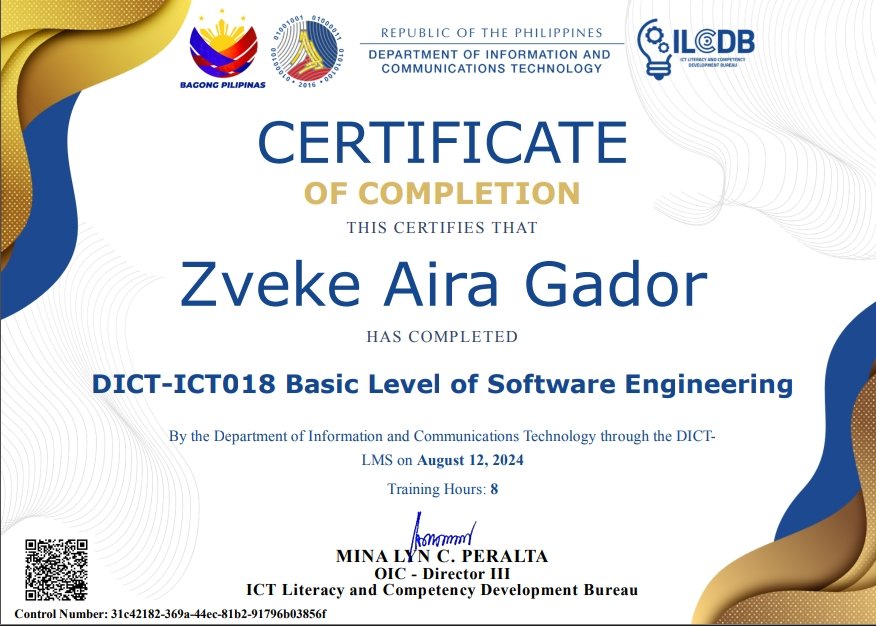 BAGONG PILIPINAS
01001001 01000011 01010100
2016
REPUBLIC OF THE PHILIPPINES
DEPARTMENT OF INFORMATION AND
COMMUNICATIONS TECHNOLOGY
ILCDB
ICT LITERACY AND COMPETENCY
DEVELOPMENT BUREAU
CERTIFICATE
OF COMPLETION
THIS CERTIFIES THAT
Zveke Aira Gador
HAS COMPLETED
DICT-ICT018 Basic Level of Software Engineering
By the Department of Information and Communications Technology through the DICT-
LMS on August 12, 2024
Training Hours: 8
MINA LYN C. PERALTA
OIC - Director III
ICT Literacy and Competency Development Bureau
Control Number: 31c42182-369a-44ec-81b2-91796b03856f